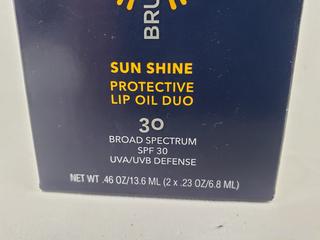 BRU
SUN SHINE
PROTECTIVE
LIP OIL DUO
30
BROAD SPECTRUM
SPF 30
UVA/UVB DEFENSE
NET WT .46 OZ/13.6 ML (2 x .23 OZ/6.8 ML)